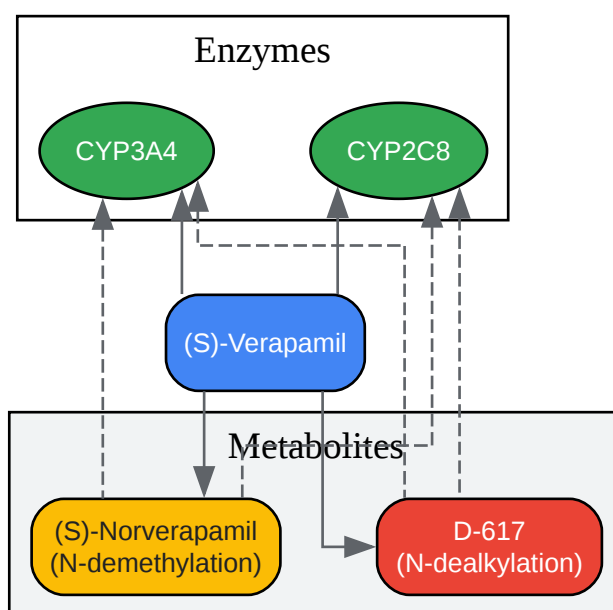 Enzymes
CYP3A4
CYP2C8
(S)-Verapamil
Metabolites
(S)-Norverapamil
(N-demethylation)
D-617
(N-dealkylation)